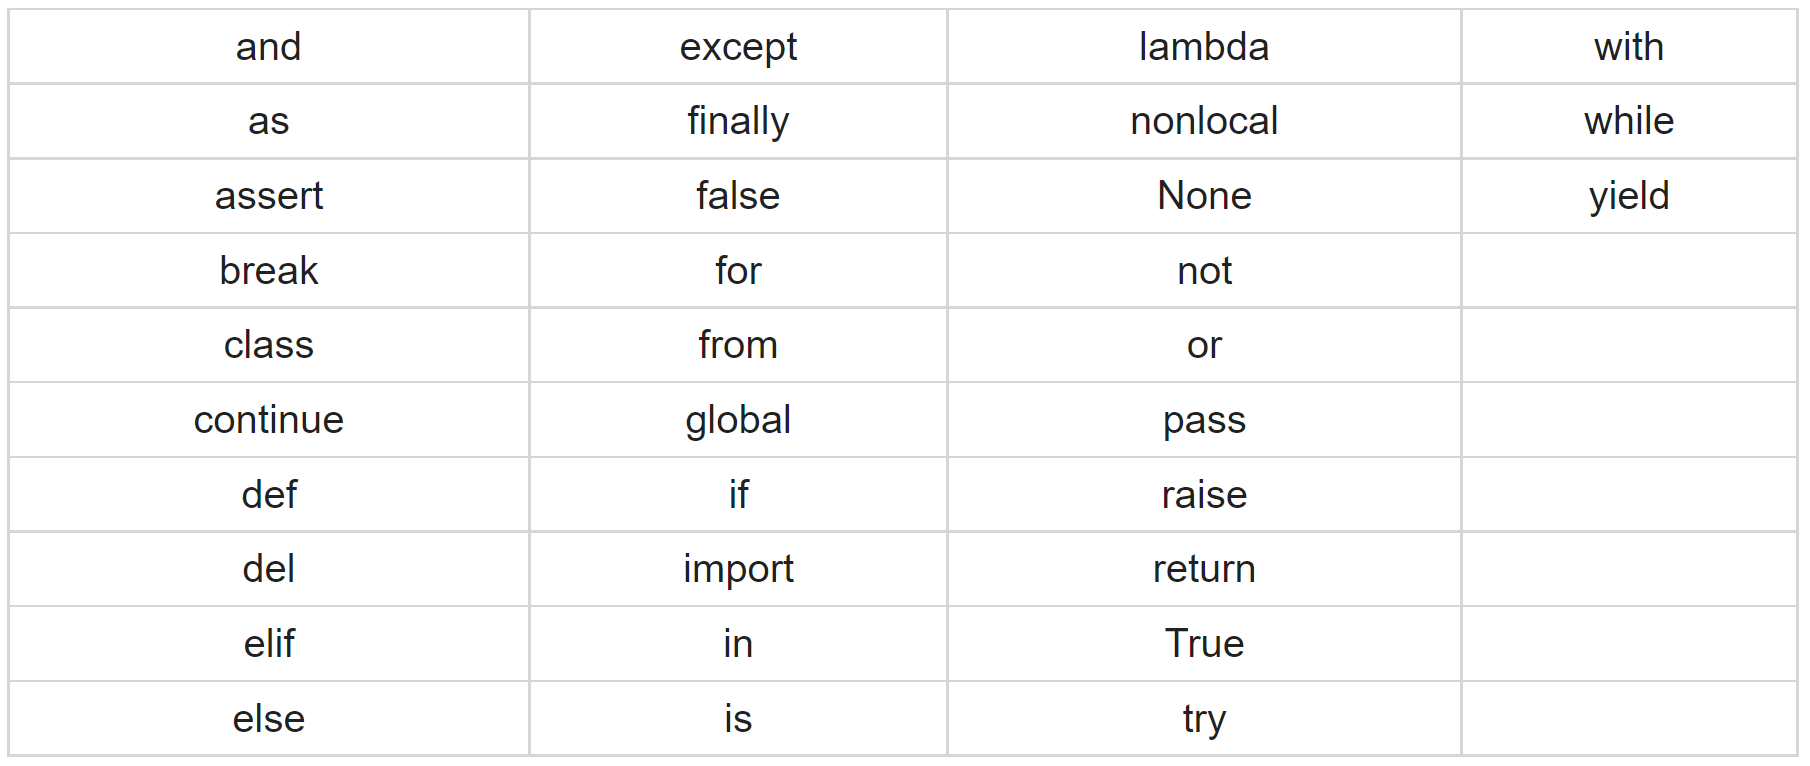 and except lambda with
as finally nonlocal while
assert false None yield
break for not
class from or
continue global pass
def if raise
del import return
elif in True
else is try